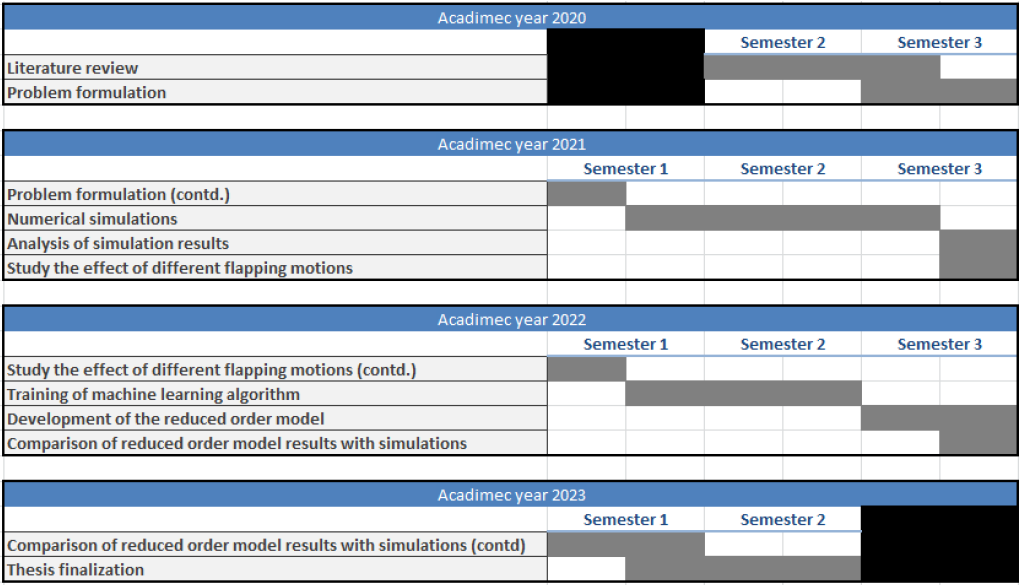 Acadimec year 2020
Semester 2 Semester 3
Literature review
Problem formulation
Acadimec year 2021
Semester 1 Semester 2 Semester 3
Problem formulation (contd.)
Numerical simulations
Analysis of simulation results
Study the effect of different flapping motions
Acadimec year 2022
Semester 1 Semester 2 Semester 3
Study the effect of different flapping motions (contd.)
Training of machine learning algorithm
Development of the reduced order model
Comparison of reduced order model results with simulations
Acadimec year 2023
Semester 1 Semester 2
Comparison of reduced order model results with simulations (contd)
Thesis finalization